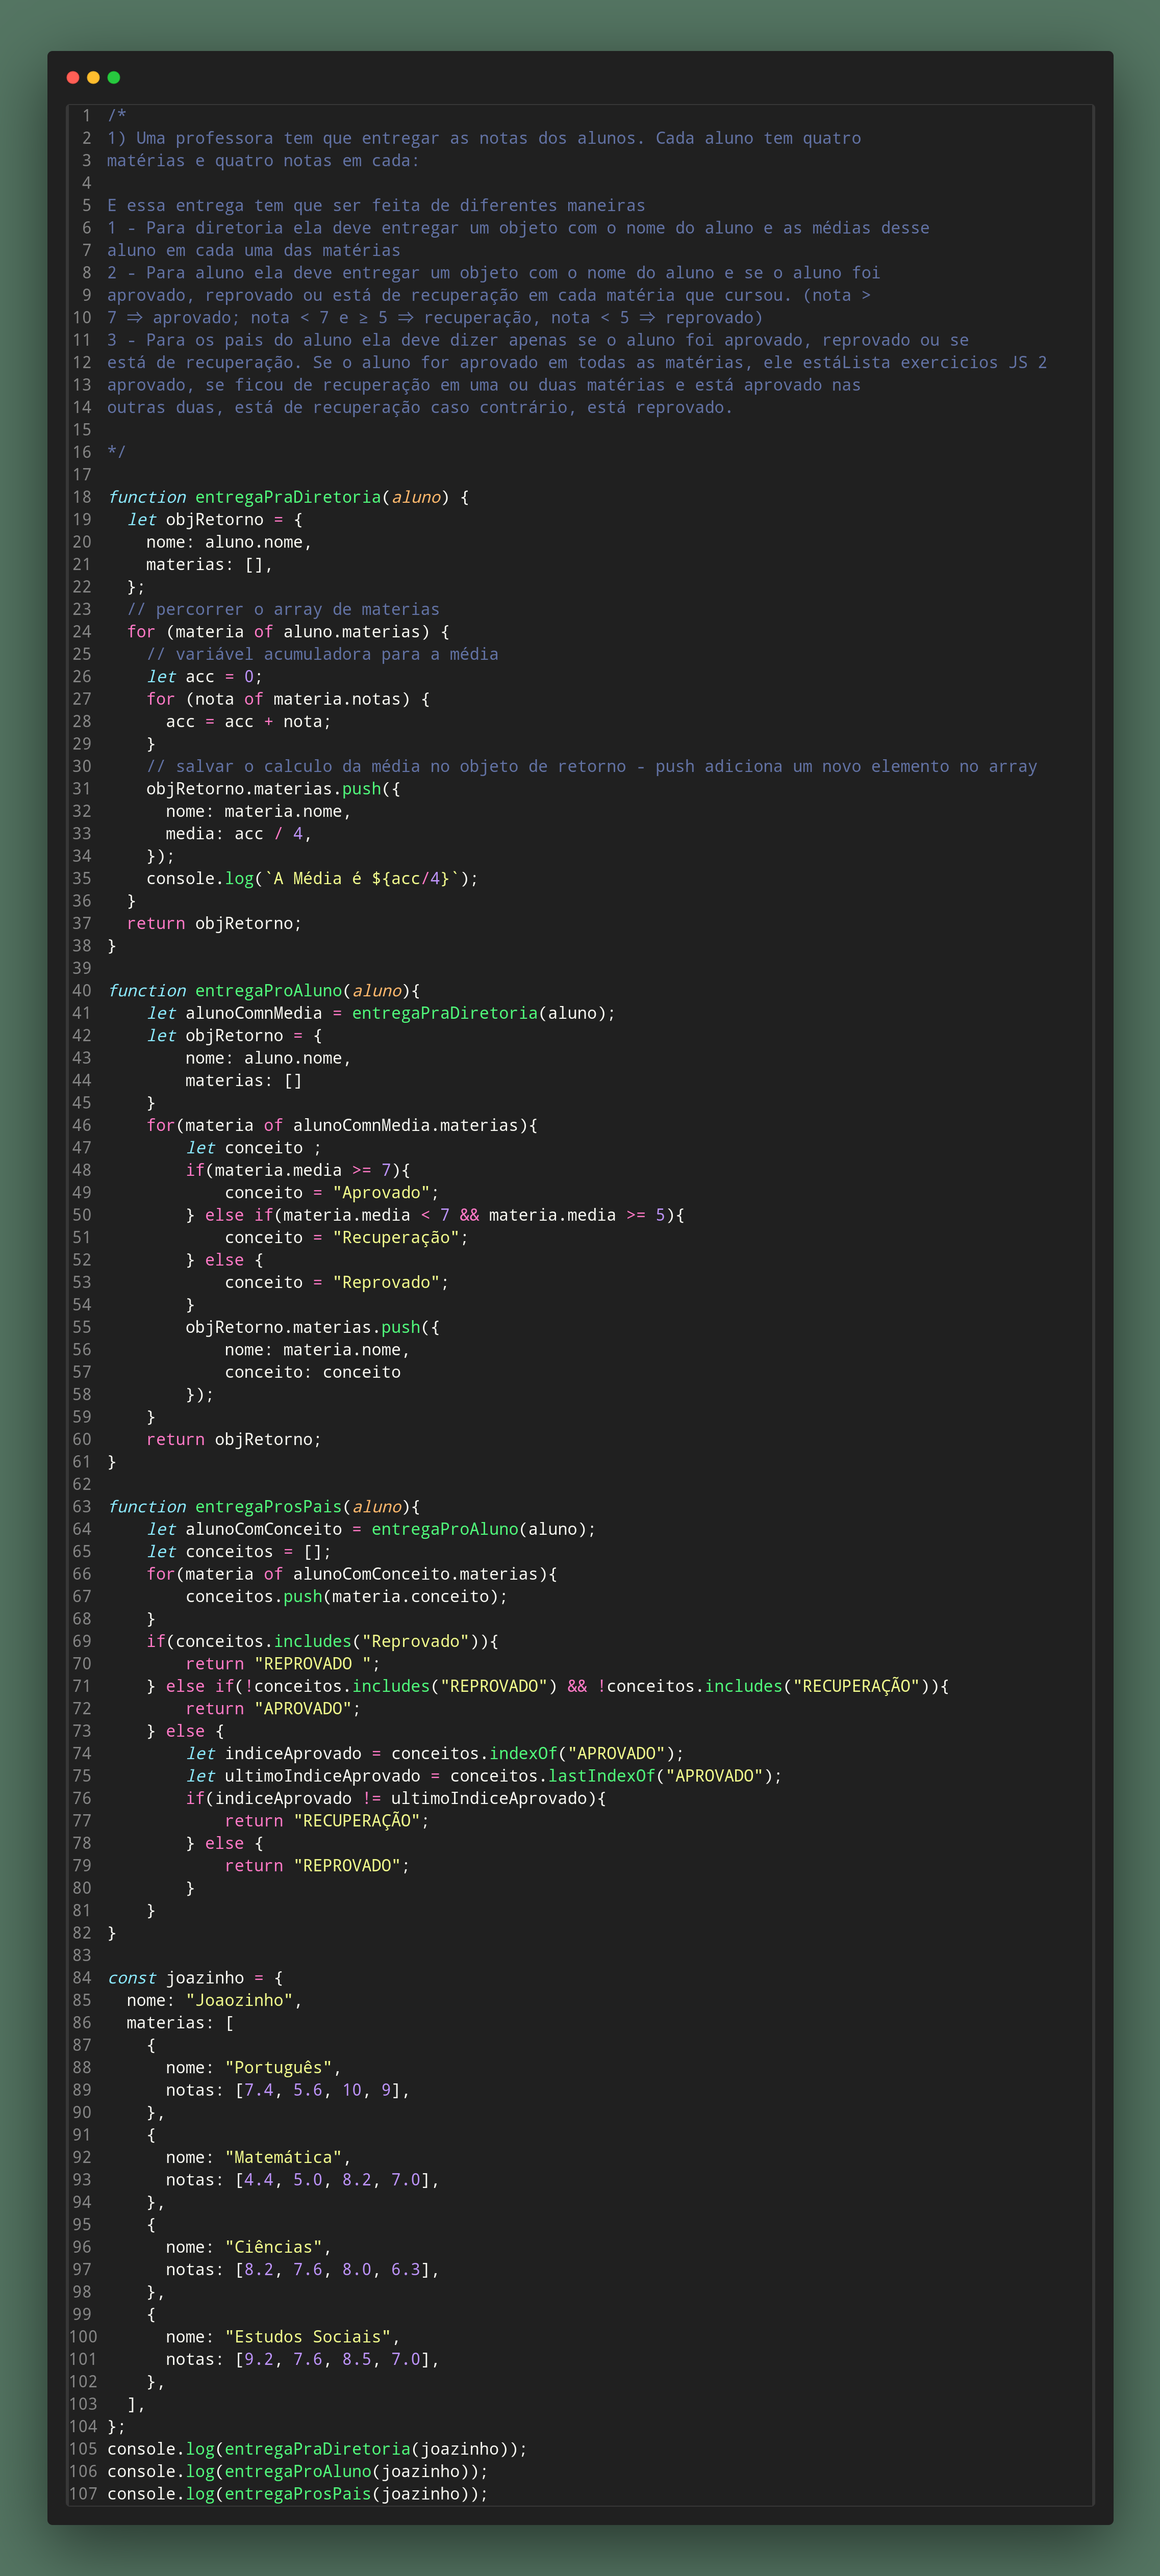 1 /*
2 1) Uma professora tem que entregar as notas dos alunos. Cada aluno tem quatro
3 matérias e quatro notas em cada:
4
5 E essa entrega tem que ser feita de diferentes maneiras
6 1 - Para diretoria ela deve entregar um objeto com o nome do aluno e as médias desse
7 aluno em cada uma das matérias
8 2 - Para aluno ela deve entregar um objeto com o nome do aluno e se o aluno foi
9 aprovado, reprovado ou está de recuperação em cada matéria que cursou. (nota >
10 7 ⇒ aprovado; nota < 7 e ≥ 5 ⇒ recuperação, nota < 5 ⇒ reprovado)
11 3 - Para os pais do aluno ela deve dizer apenas se o aluno foi aprovado, reprovado ou se
12 está de recuperação. Se o aluno for aprovado em todas as matérias, ele estáLista exercicios JS 2
13 aprovado, se ficou de recuperação em uma ou duas matérias e está aprovado nas
14 outras duas, está de recuperação caso contrário, está reprovado.
15
16 */
17
18 function entregaPraDiretoria(aluno) {
19   let objRetorno = {
20     nome: aluno.nome,
21     materias: [],
22   };
23   // percorrer o array de materias
24   for (materia of aluno.materias) {
25     // variável acumuladora para a média
26     let acc = 0;
27     for (nota of materia.notas) {
28       acc = acc + nota;
29     }
30     // salvar o calculo da média no objeto de retorno - push adiciona um novo elemento no array
31     objRetorno.materias.push({
32       nome: materia.nome,
33       media: acc / 4,
34     });
35     console.log(`A Média é ${acc/4}`);
36   }
37   return objRetorno;
38 }
39
40 function entregaProAluno(aluno){
41     let alunoComnMedia = entregaPraDiretoria(aluno);
42     let objRetorno = {
43         nome: aluno.nome,
44         materias: []
45     }
46     for(materia of alunoComnMedia.materias){
47         let conceito ;
48         if(materia.media >= 7){
49             conceito = "Aprovado";
50         } else if(materia.media < 7 && materia.media >= 5){
51             conceito = "Recuperação";
52         } else {
53             conceito = "Reprovado";
54         }
55         objRetorno.materias.push({
56             nome: materia.nome,
57             conceito: conceito
58         });
59     }
60     return objRetorno;
61 }
62
63 function entregaProsPais(aluno){
64     let alunoComConceito = entregaProAluno(aluno);
65     let conceitos = [];
66     for(materia of alunoComConceito.materias){
67         conceitos.push(materia.conceito);
68     }
69     if(conceitos.includes("Reprovado")){
70         return "REPROVADO ";
71     } else if(!conceitos.includes("REPROVADO") && !conceitos.includes("RECUPERAÇÃO")){
72         return "APROVADO";
73     } else {
74         let indiceAprovado = conceitos.indexOf("APROVADO");
75         let ultimoIndiceAprovado = conceitos.lastIndexOf("APROVADO");
76         if(indiceAprovado != ultimoIndiceAprovado){
77             return "RECUPERAÇÃO";
78         } else {
79             return "REPROVADO";
80         }
81     }
82 }
83
84 const joazinho = {
85   nome: "Joaozinho",
86   materias: [
87     {
88       nome: "Português",
89       notas: [7.4, 5.6, 10, 9],
90     },
91     {
92       nome: "Matemática",
93       notas: [4.4, 5.0, 8.2, 7.0],
94     },
95     {
96       nome: "Ciências",
97       notas: [8.2, 7.6, 8.0, 6.3],
98     },
99     {
100       nome: "Estudos Sociais",
101       notas: [9.2, 7.6, 8.5, 7.0],
102     },
103   ],
104 };
105 console.log(entregaPraDiretoria(joazinho));
106 console.log(entregaProAluno(joazinho));
107 console.log(entregaProsPais(joazinho));